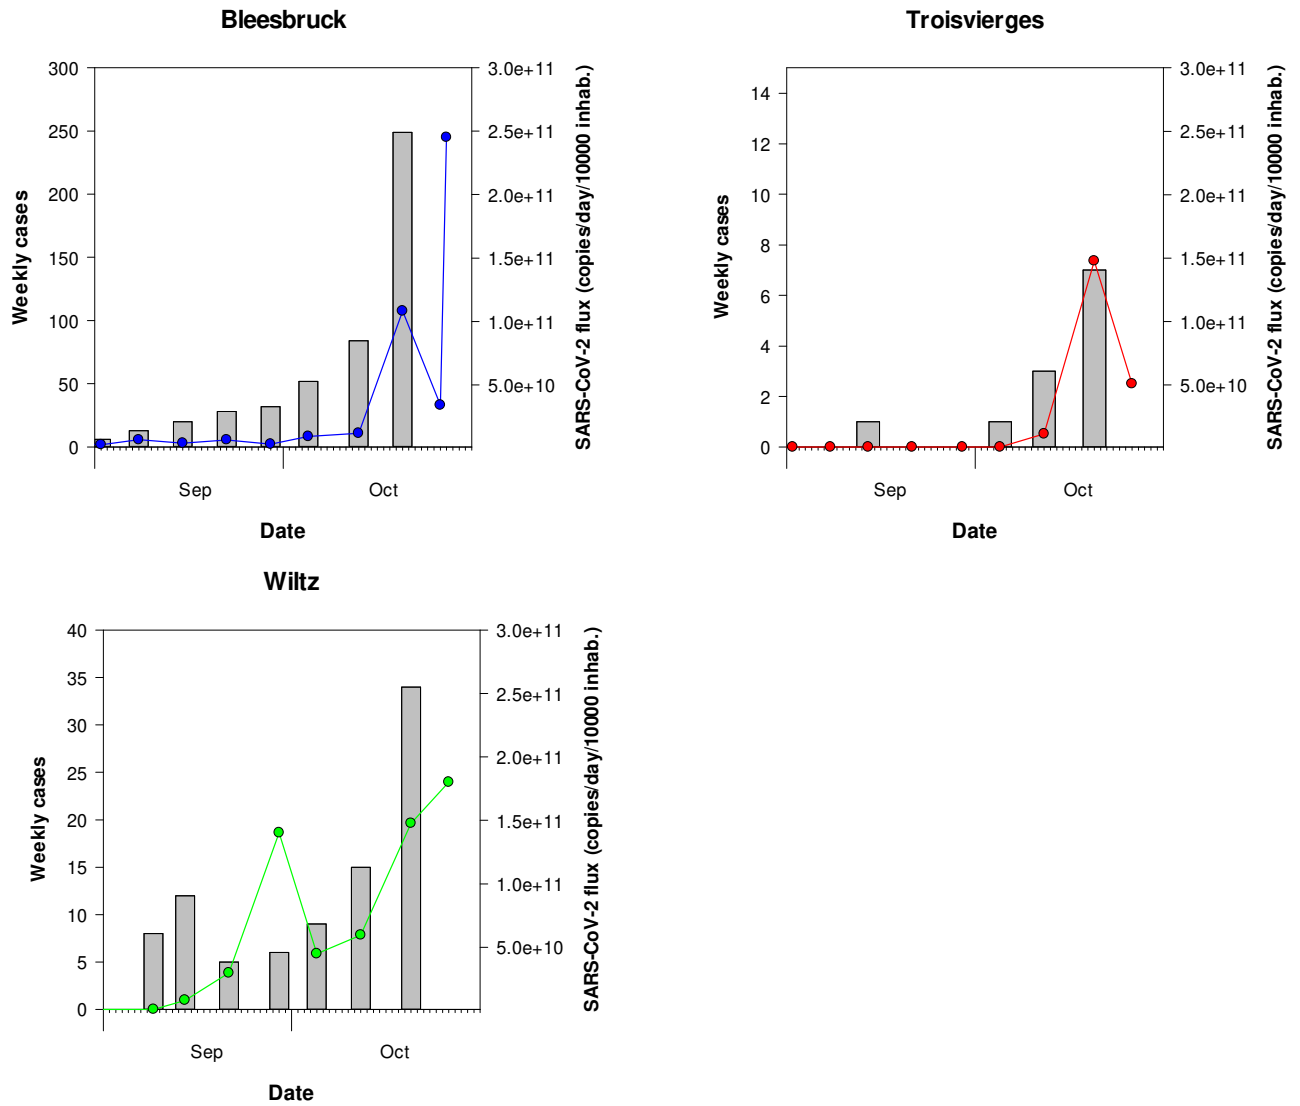 Bleesbruck
300
250
200
150
100
50
0
Weekly cases
3.0e+11
2.5e+11
2.0e+11
1.5e+11
1.0e+11
5.0e+10
SARS-CoV-2 flux (copies/day/10000 inhab.)
Sep
Oct
Date
Troisvierges
14
12
10
8
6
4
2
0
Weekly cases
3.0e+11
2.5e+11
2.0e+11
1.5e+11
1.0e+11
5.0e+10
SARS-CoV-2 flux (copies/day/10000 inhab.)
Sep
Oct
Date
Wiltz
40
35
30
25
20
15
10
5
0
Weekly cases
3.0e+11
2.5e+11
2.0e+11
1.5e+11
1.0e+11
5.0e+10
SARS-CoV-2 flux (copies/day/10000 inhab.)
Sep
Oct
Date